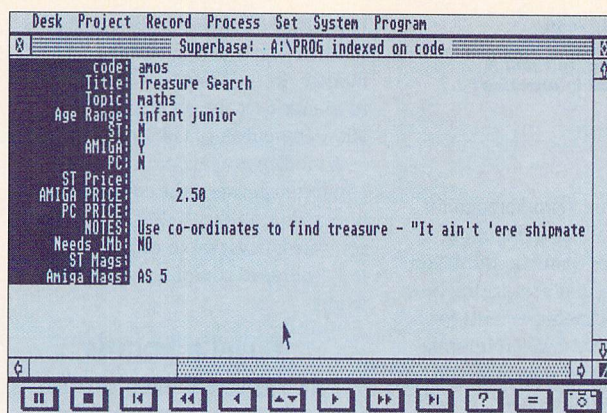 Desk Project Record Process Set System Program
Superbase: A:\PROG indexed on code
code: amos
Title: Treasure Search
Topic: maths
Age Range: infant junior
ST: N
AMIGA: Y
PC: N
ST Price:
AMIGA PRICE: 2.50
PC PRICE:
NOTES: Use co-ordinates to find treasure - "It ain't 'ere shipmate
Needs 1Mb: NO
ST Mags:
Amiga Mags: AS 5
? =